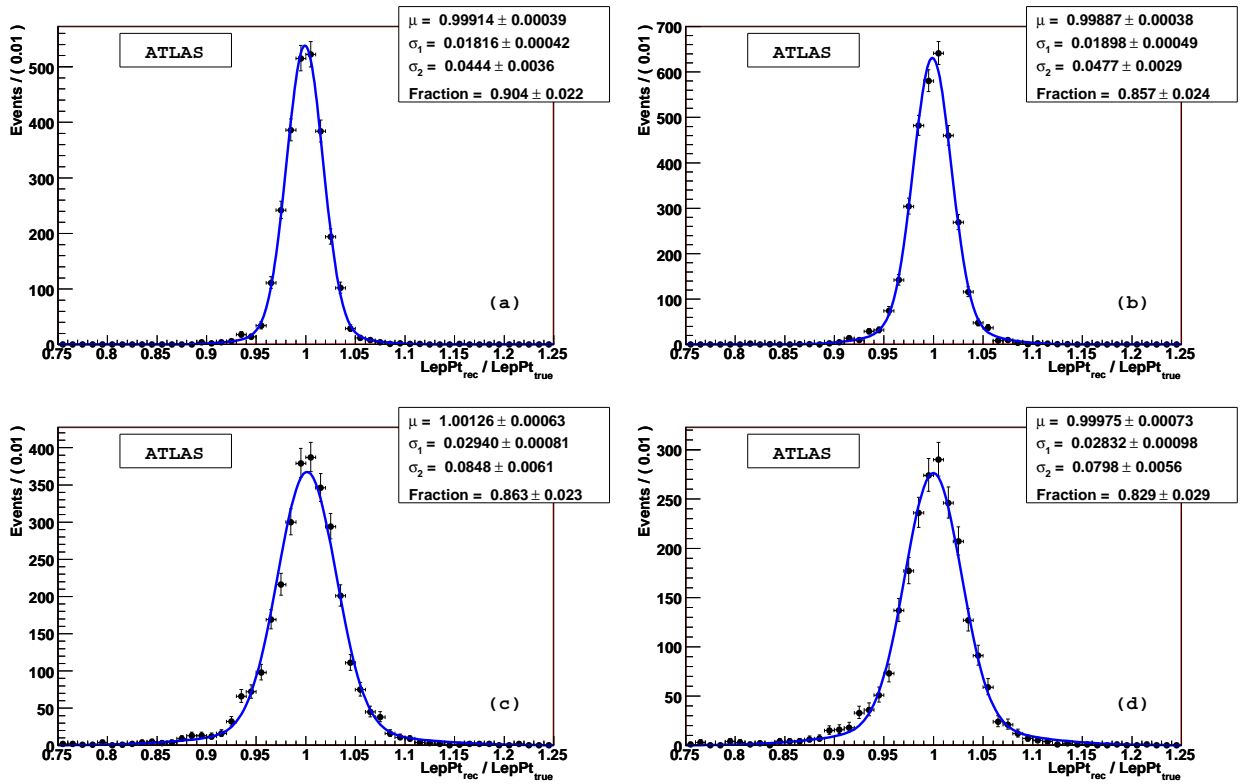 μ = 0.99914 ± 0.00039
σ1 = 0.01816 ± 0.00042
σ2 = 0.0444 ± 0.0036
Fraction = 0.904 ± 0.022
ATLAS
Events / ( 0.01 )
500
400
300
200
100
0
(a)
0.75 0.8 0.85 0.9 0.95 1 1.05 1.1 1.15 1.2 1.25
LepPt_rec / LepPt_true
μ = 0.99887 ± 0.00038
σ1 = 0.01898 ± 0.00049
σ2 = 0.0477 ± 0.0029
Fraction = 0.857 ± 0.024
ATLAS
Events / ( 0.01 )
700
600
500
400
300
200
100
0
(b)
0.75 0.8 0.85 0.9 0.95 1 1.05 1.1 1.15 1.2 1.25
LepPt_rec / LepPt_true
μ = 1.00126 ± 0.00063
σ1 = 0.02940 ± 0.00081
σ2 = 0.0848 ± 0.0061
Fraction = 0.863 ± 0.023
ATLAS
Events / ( 0.01 )
400
350
300
250
200
150
100
50
0
(c)
0.75 0.8 0.85 0.9 0.95 1 1.05 1.1 1.15 1.2 1.25
LepPt_rec / LepPt_true
μ = 0.99975 ± 0.00073
σ1 = 0.02832 ± 0.00098
σ2 = 0.0798 ± 0.0056
Fraction = 0.829 ± 0.029
ATLAS
Events / ( 0.01 )
300
250
200
150
100
50
0
(d)
0.75 0.8 0.85 0.9 0.95 1 1.05 1.1 1.15 1.2 1.25
LepPt_rec / LepPt_true